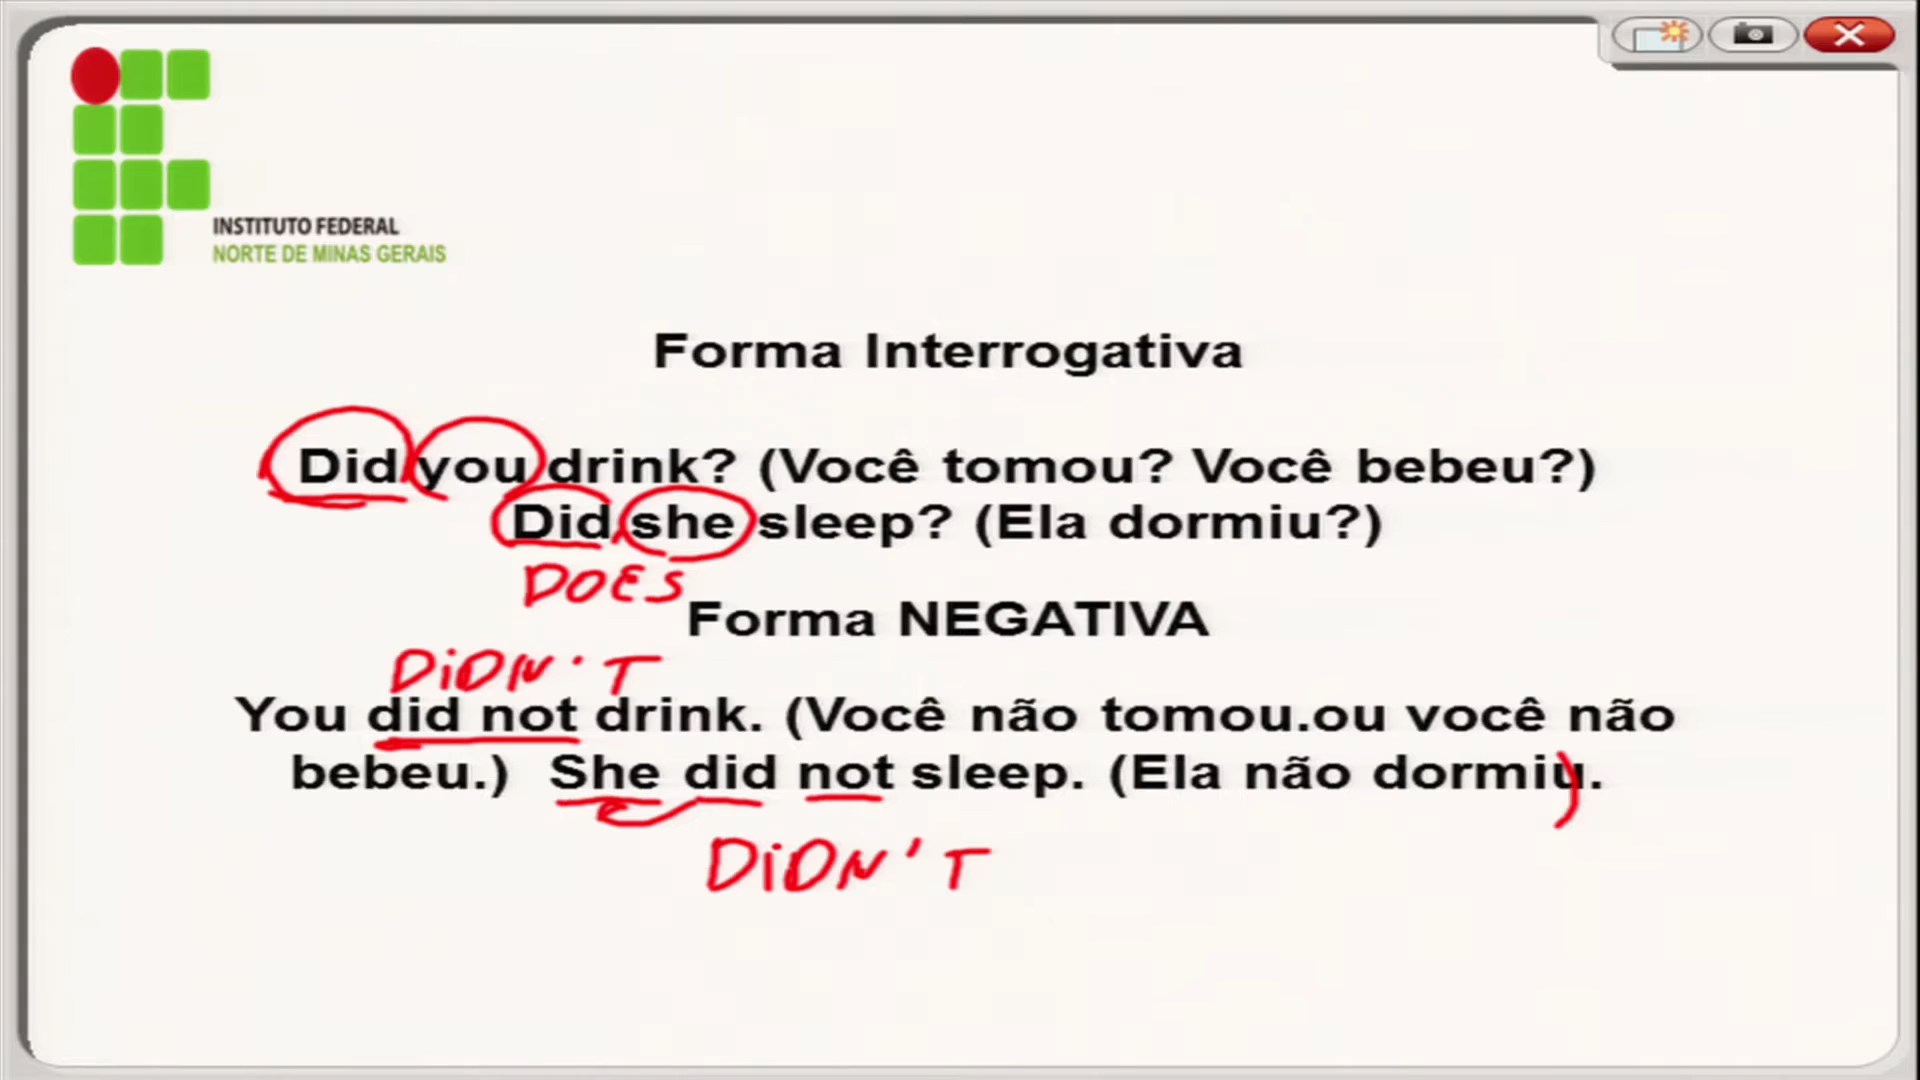 INSTITUTO FEDERAL
NORTE DE MINAS GERAIS
Forma Interrogativa
Did you drink? (Você tomou? Você bebeu?)
Did she sleep? (Ela dormiu?)
DOES
Forma NEGATIVA
DiDN'T
You did not drink. (Você não tomou.ou você não
bebeu.) She did not sleep. (Ela não dormiu.)
DiDN'T